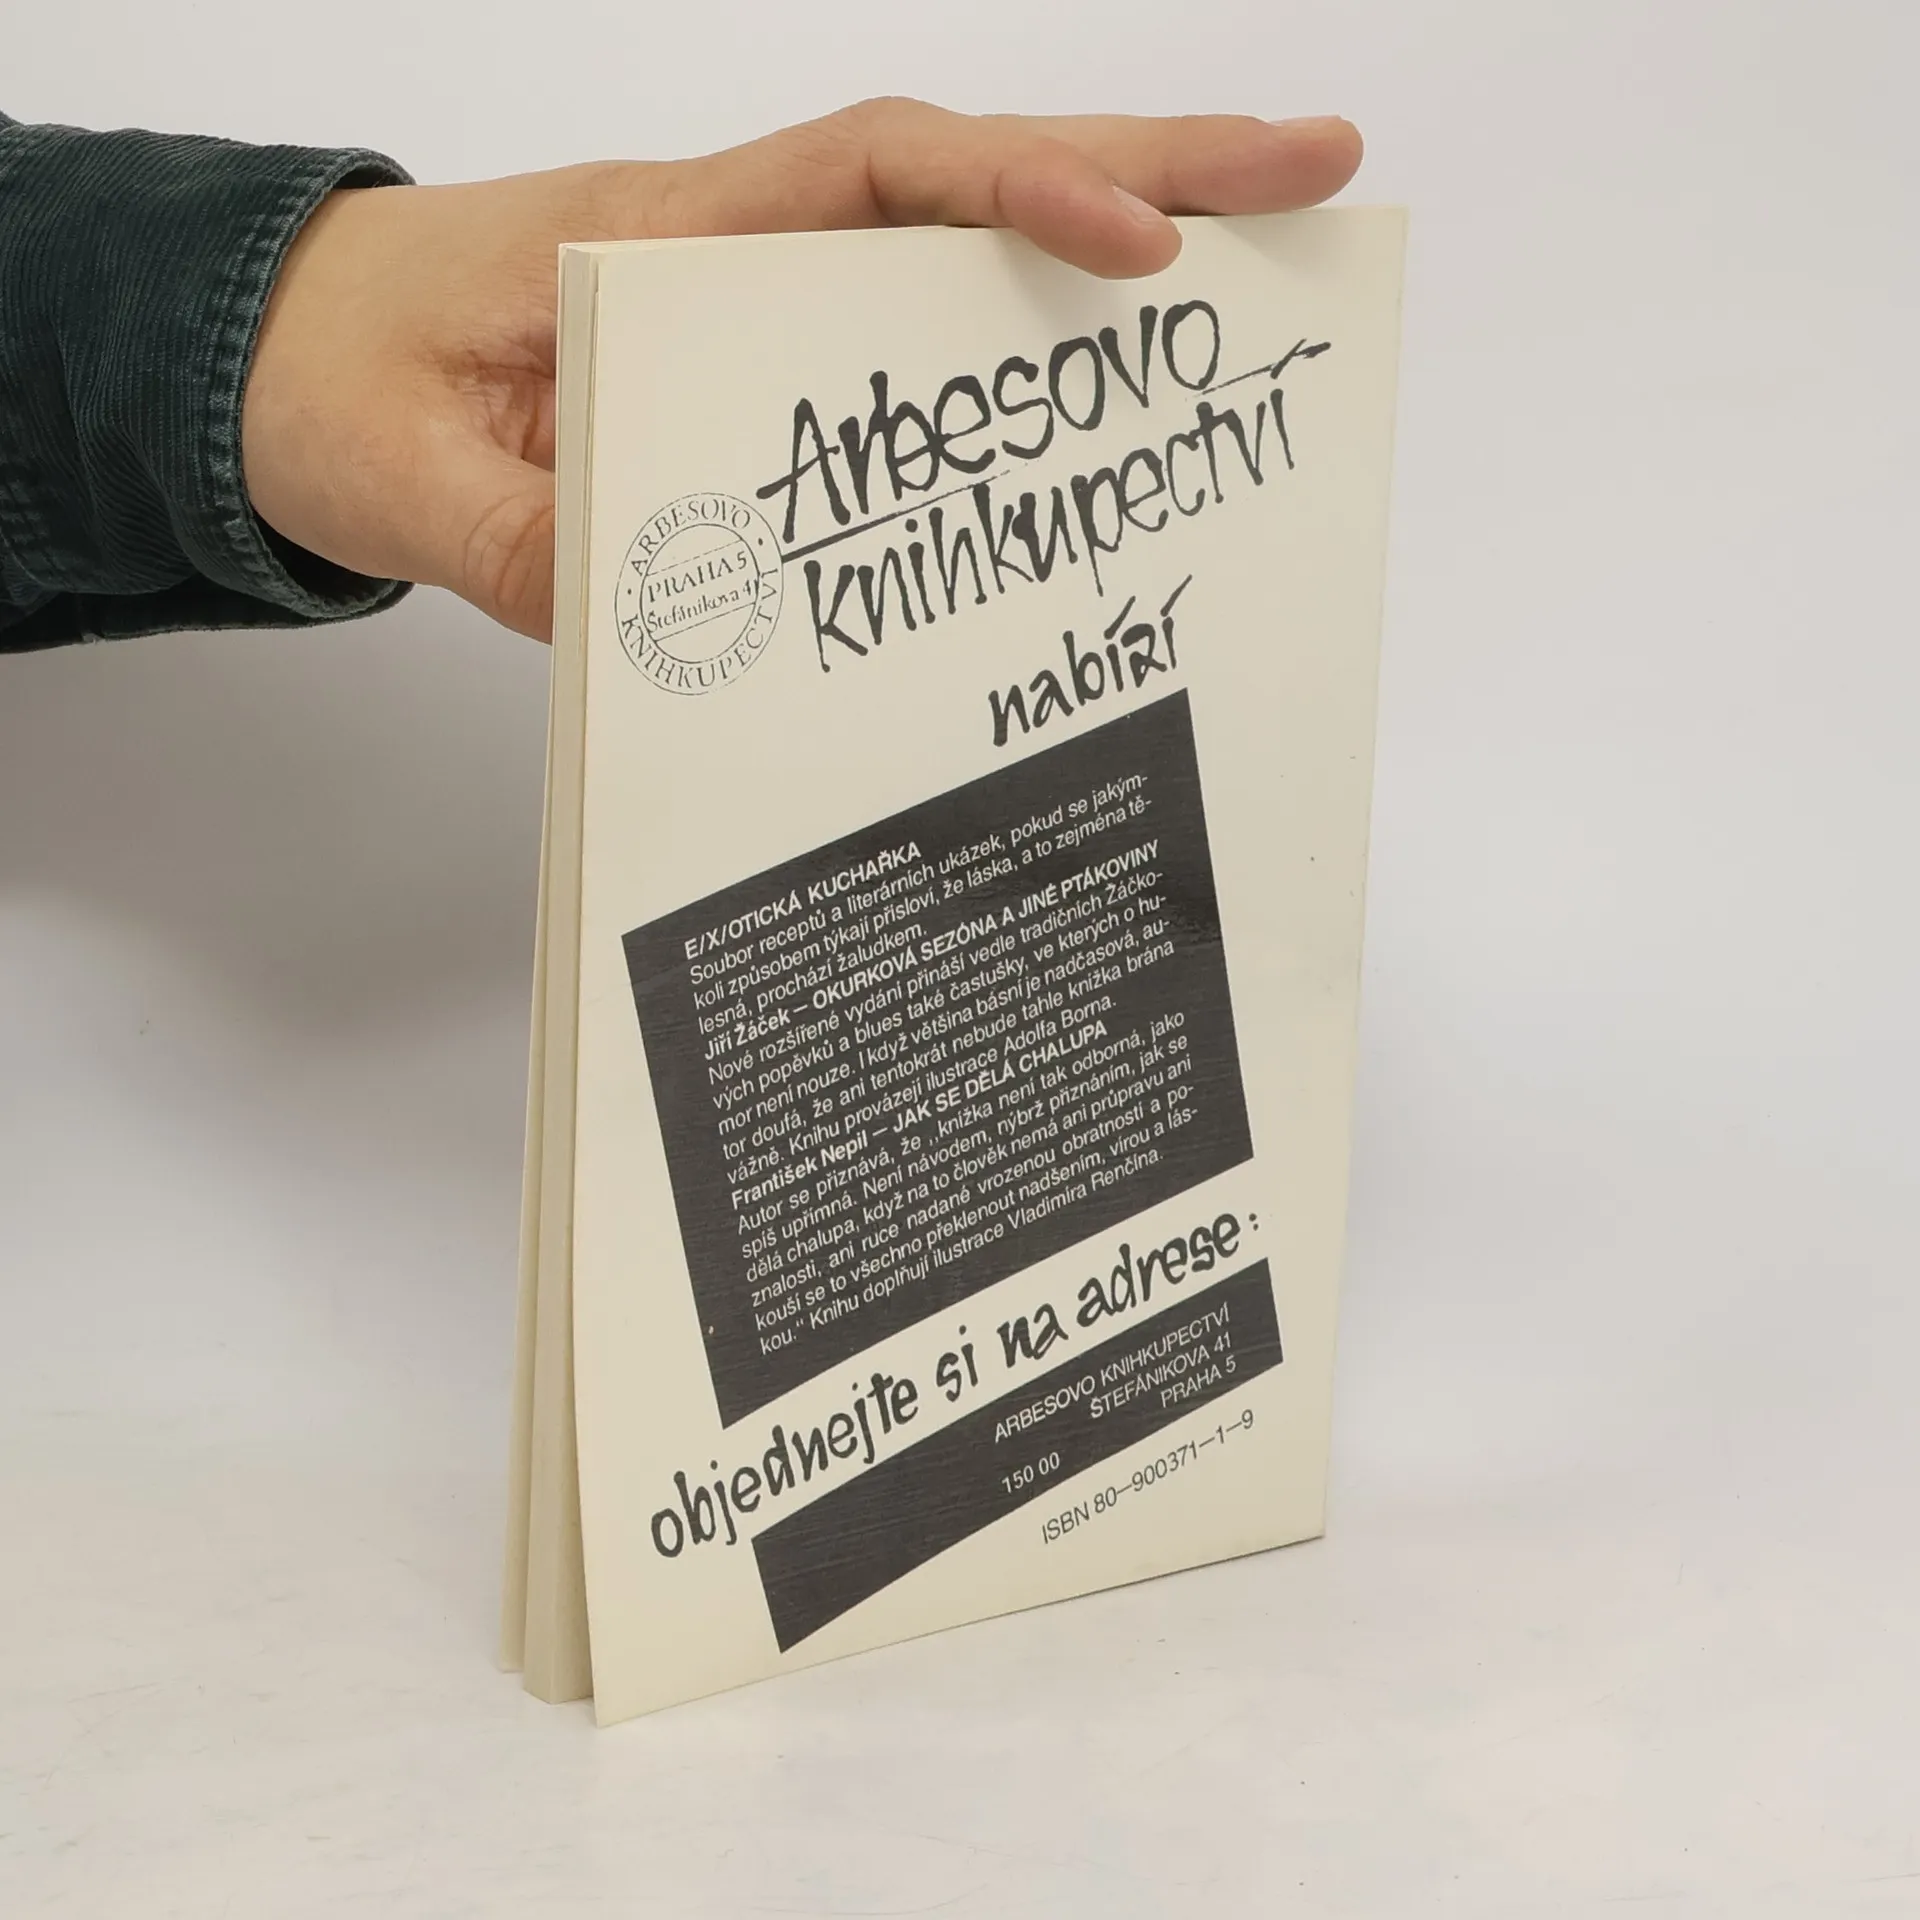 Arbesovo
knihkupectví
nabízí
ARBESOVO
PRAHA 5
Štefánikova 41
KNIHKUPECTVÍ
E/X/OTICKÁ KUCHAŘKA
Soubor receptů a literárních ukázek, pokud se jakým-
koli způsobem týkají přísloví, že láska, a to zejména tě-
lesná, prochází žaludkem.
Jiří Žáček — OKURKOVÁ SEZÓNA A JINÉ PTÁKOVINY
Nové rozšířené vydání přináší vedle tradičních Žáčko-
vých popěvků a blues také častušky, ve kterých o hu-
mor není nouze. I když většina básní je nadčasová, au-
tor doufá, že ani tentokrát nebude tahle knížka brána
vážně. Knihu provázejí ilustrace Adolfa Borna.
František Nepil — JAK SE DĚLÁ CHALUPA
Autor se přiznává, že ,,knížka není tak odborná, jako
spíš upřímná. Není návodem, nýbrž přiznáním, jak se
dělá chalupa, když na to člověk nemá ani průpravu ani
znalosti, ani ruce nadané vrozenou obratností a po-
kouší se to všechno překlenout nadšením, vírou a lás-
kou." Knihu doplňují ilustrace Vladimíra Renčína.
objednejte si na adrese:
ARBESOVO KNIHKUPECTVÍ
ŠTEFÁNIKOVA 41
PRAHA 5
150 00
ISBN 80—900371—1—9